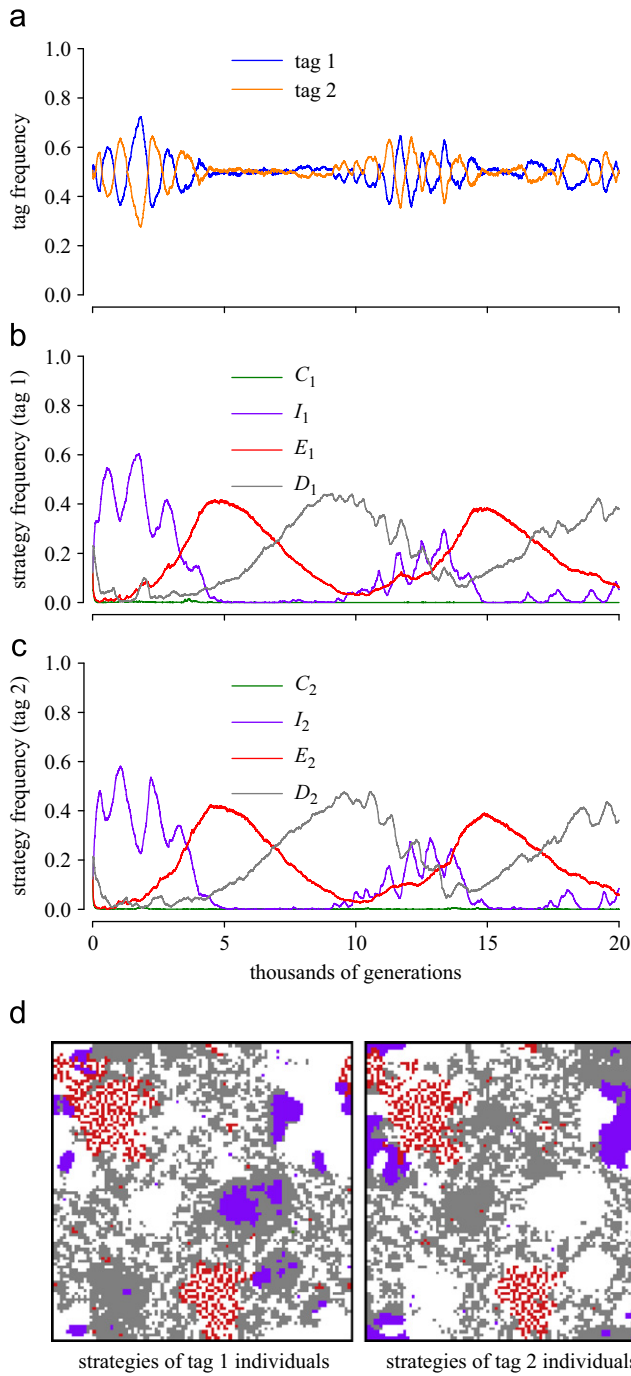 a
1.0
0.8
0.6
0.4
0.2
0.0
tag frequency
tag 1
tag 2
b
1.0
0.8
0.6
0.4
0.2
0.0
strategy frequency (tag 1)
C1
I1
E1
D1
c
1.0
0.8
0.6
0.4
0.2
0.0
strategy frequency (tag 2)
C2
I2
E2
D2
0 5 10 15 20
thousands of generations
d
strategies of tag 1 individuals
strategies of tag 2 individuals